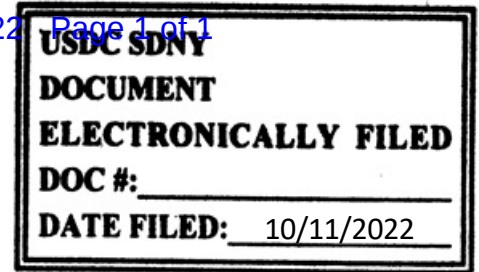 22 Page 1 of 1
USDC SDNY
DOCUMENT
ELECTRONICALLY FILED
DOC #:
DATE FILED: 10/11/2022